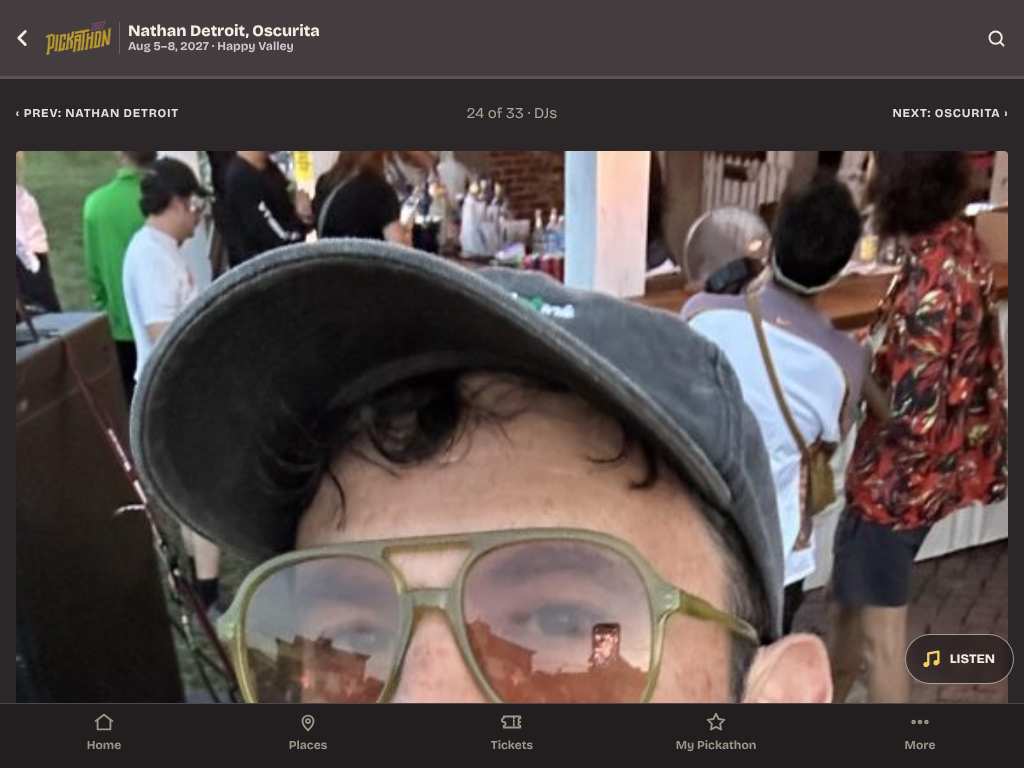 PICKATHON
Nathan Detroit, Oscurita
Aug 5–8, 2027 · Happy Valley
‹ PREV: NATHAN DETROIT
24 of 33 · DJs
NEXT: OSCURITA ›
LISTEN
Home
Places
Tickets
My Pickathon
More